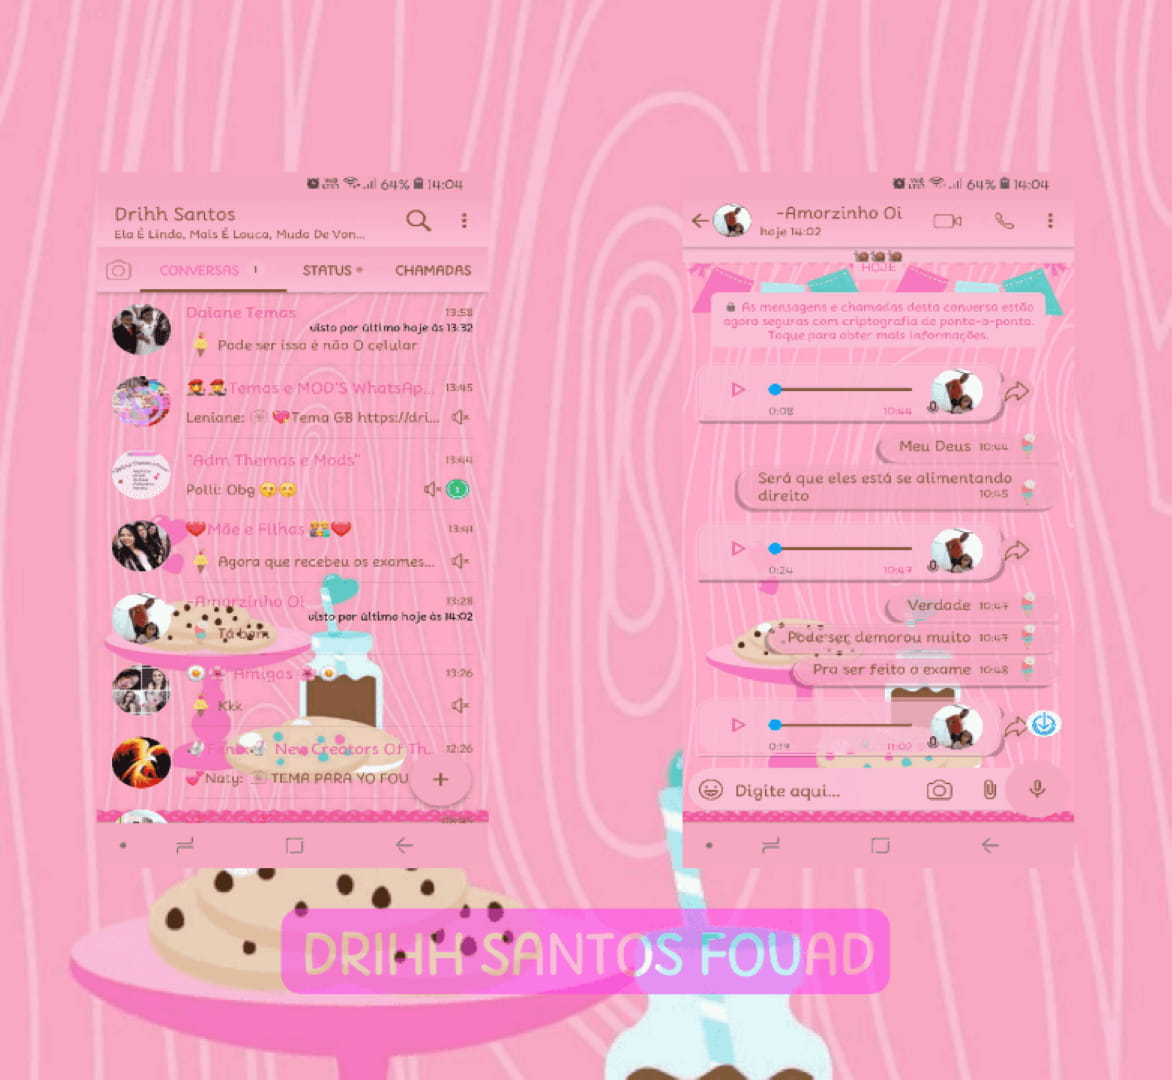 64% 14:04
Drihh Santos
Ela É Linda, Mais É Louca, Muda De Von...
CONVERSAS 1 STATUS CHAMADAS
Daiane Temas 13:58
visto por último hoje às 13:32
Pode ser isso é não O celular
Temas e MOD'S WhatsAp... 13:45
Leniane: Tema GB https://dri...
"Adm Themas e Mods" 13:44
Polli: Obg 1
Mãe e FIlhas 13:41
Agora que recebeu os exames...
-Amorzinho Oi 13:28
visto por último hoje às 14:02
Tá bom
Amigas 13:26
Kkk
New Creators Of Th.. 12:26
Naty: TEMA PARA YO FOU
+
64% 14:04
-Amorzinho Oi
hoje 14:02
HOJE
As mensagens e chamadas desta conversa estão
agora seguras com criptografia de ponta-a-ponta.
Toque para obter mais informações.
0:08 10:44
Meu Deus 10:44
Será que eles está se alimentando
direito 10:45
0:24 10:47
Verdade 10:47
Pode ser demorou muito 10:47
Pra ser feito o exame 10:48
0:19 11:02
Digite aqui...
DRIHH SANTOS FOUAD